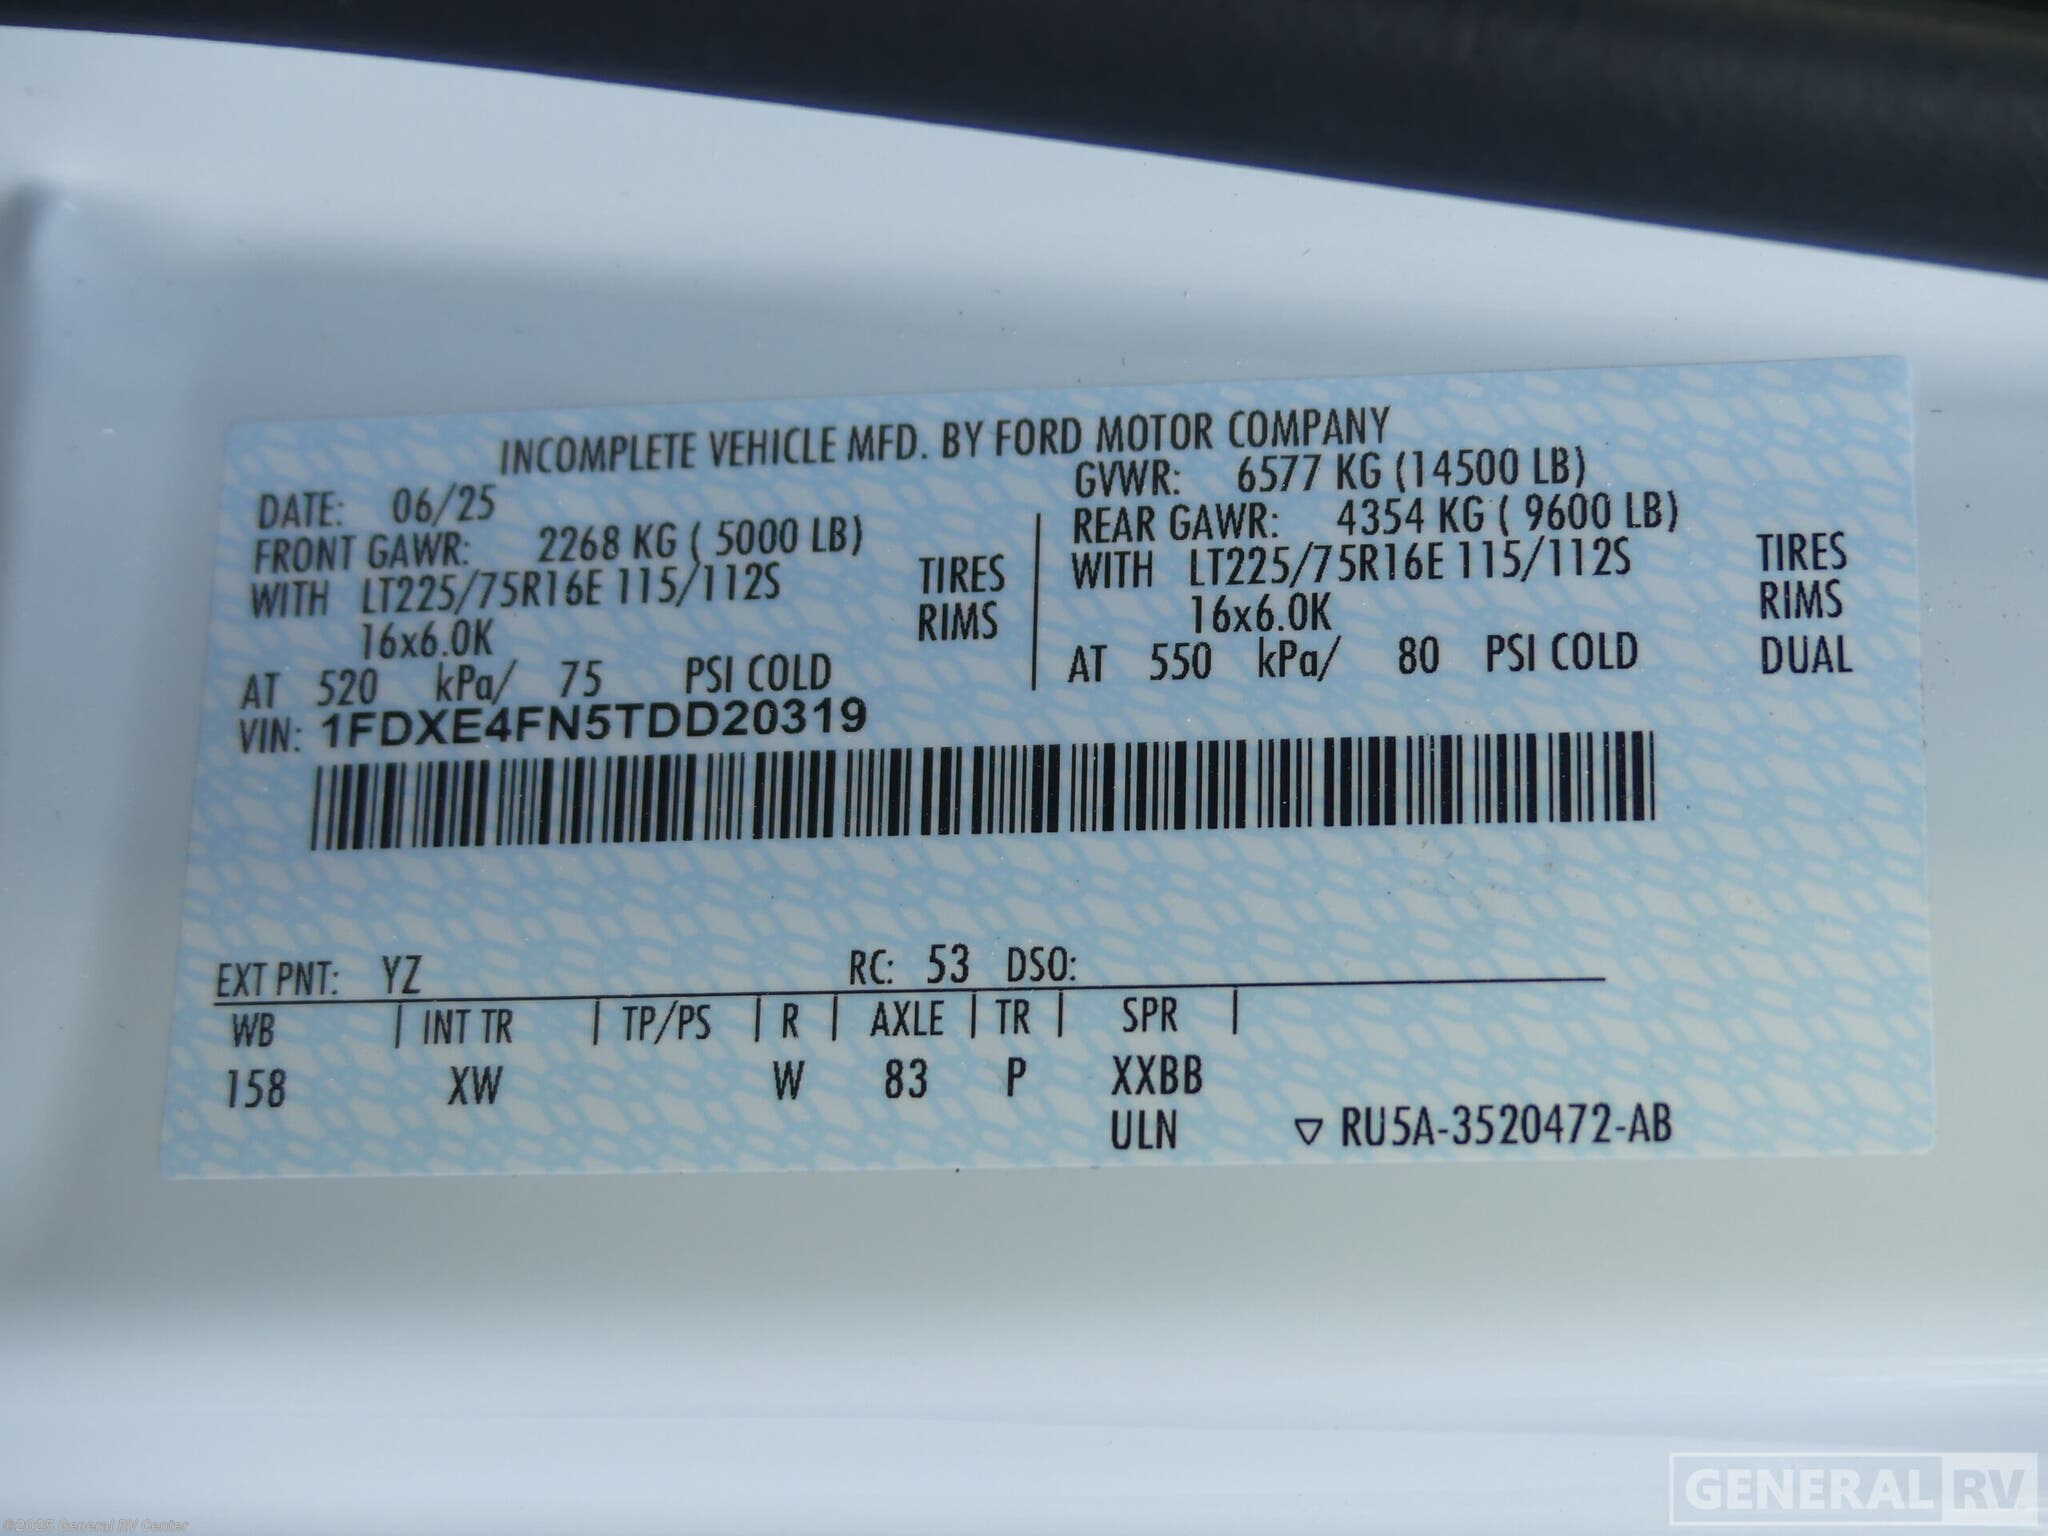 INCOMPLETE VEHICLE MFD. BY FORD MOTOR COMPANY
DATE: 06/25 GVWR: 6577 KG (14500 LB)
FRONT GAWR: 2268 KG ( 5000 LB) REAR GAWR: 4354 KG ( 9600 LB)
WITH LT225/75R16E 115/112S TIRES WITH LT225/75R16E 115/112S TIRES
16x6.0K RIMS 16x6.0K RIMS
AT 520 kPa/ 75 PSI COLD AT 550 kPa/ 80 PSI COLD DUAL
VIN: 1FDXE4FN5TDD20319
EXT PNT: YZ RC: 53 DSO:
WB | INT TR | TP/PS | R | AXLE | TR | SPR |
158 XW W 83 P XXBB
ULN ▽ RU5A-3520472-AB
GENERAL RV
©2025 General RV Center